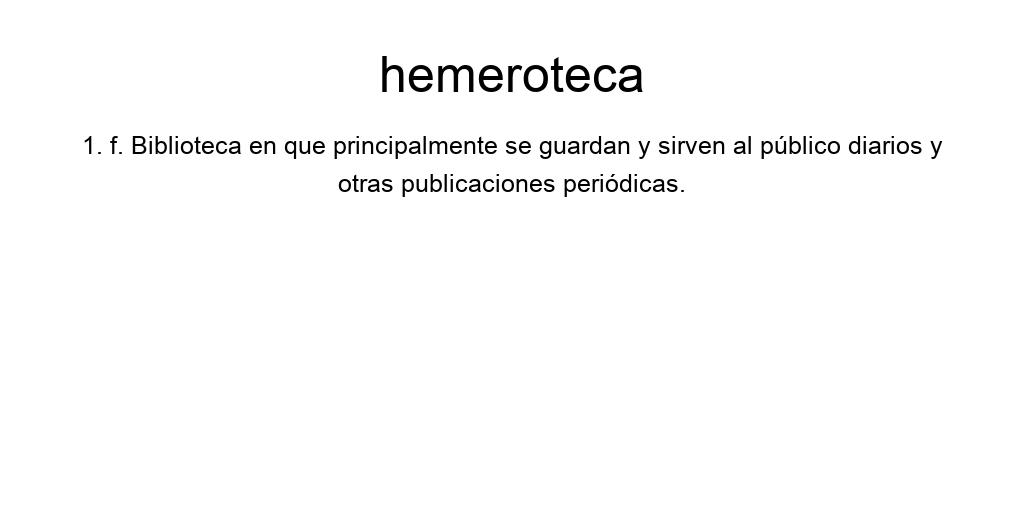 hemeroteca
1. f. Biblioteca en que principalmente se guardan y sirven al público diarios y
otras publicaciones periódicas.